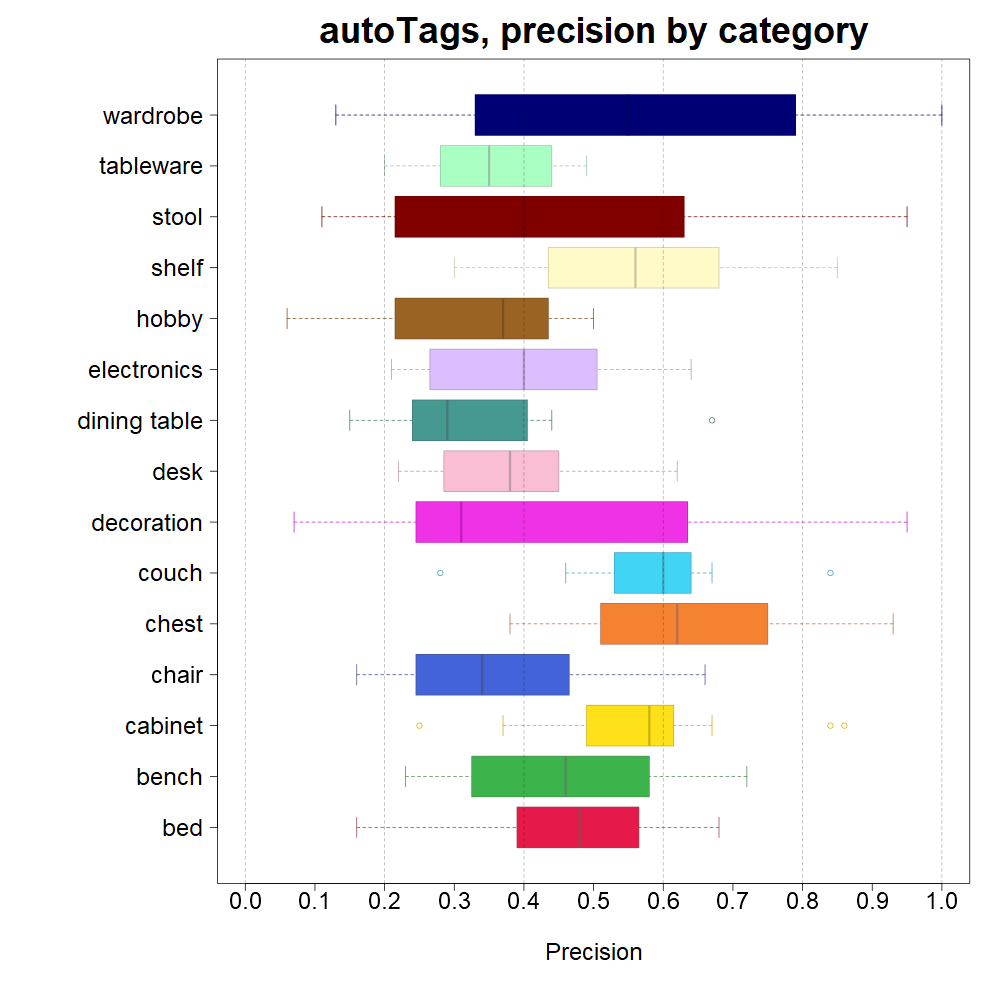 autoTags, precision by category
wardrobe
tableware
stool
shelf
hobby
electronics
dining table
desk
decoration
couch
chest
chair
cabinet
bench
bed
0.0 0.1 0.2 0.3 0.4 0.5 0.6 0.7 0.8 0.9 1.0
Precision